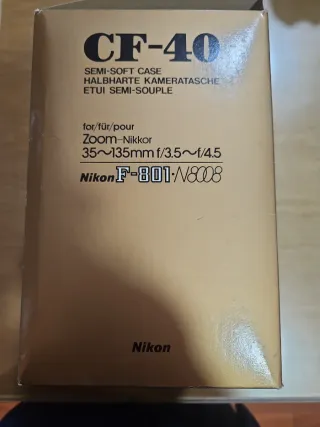 CF-40
SEMI-SOFT CASE
HALBHARTE KAMERATASCHE
ETUI SEMI-SOUPLE
for/für/pour
Zoom-Nikkor
35~135mm f/3.5~f/4.5
Nikon F-801·N8008
Nikon